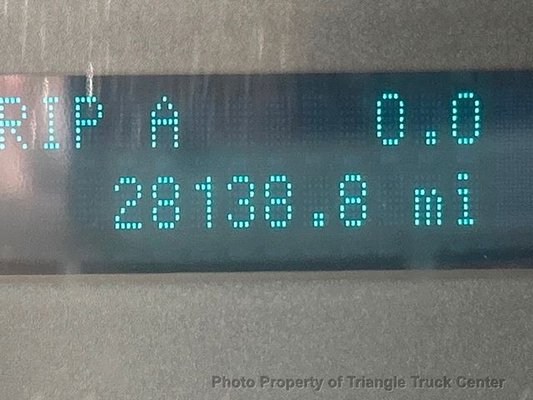 RIP A 0.0
28138.8 mi
Photo Property of Triangle Truck Center